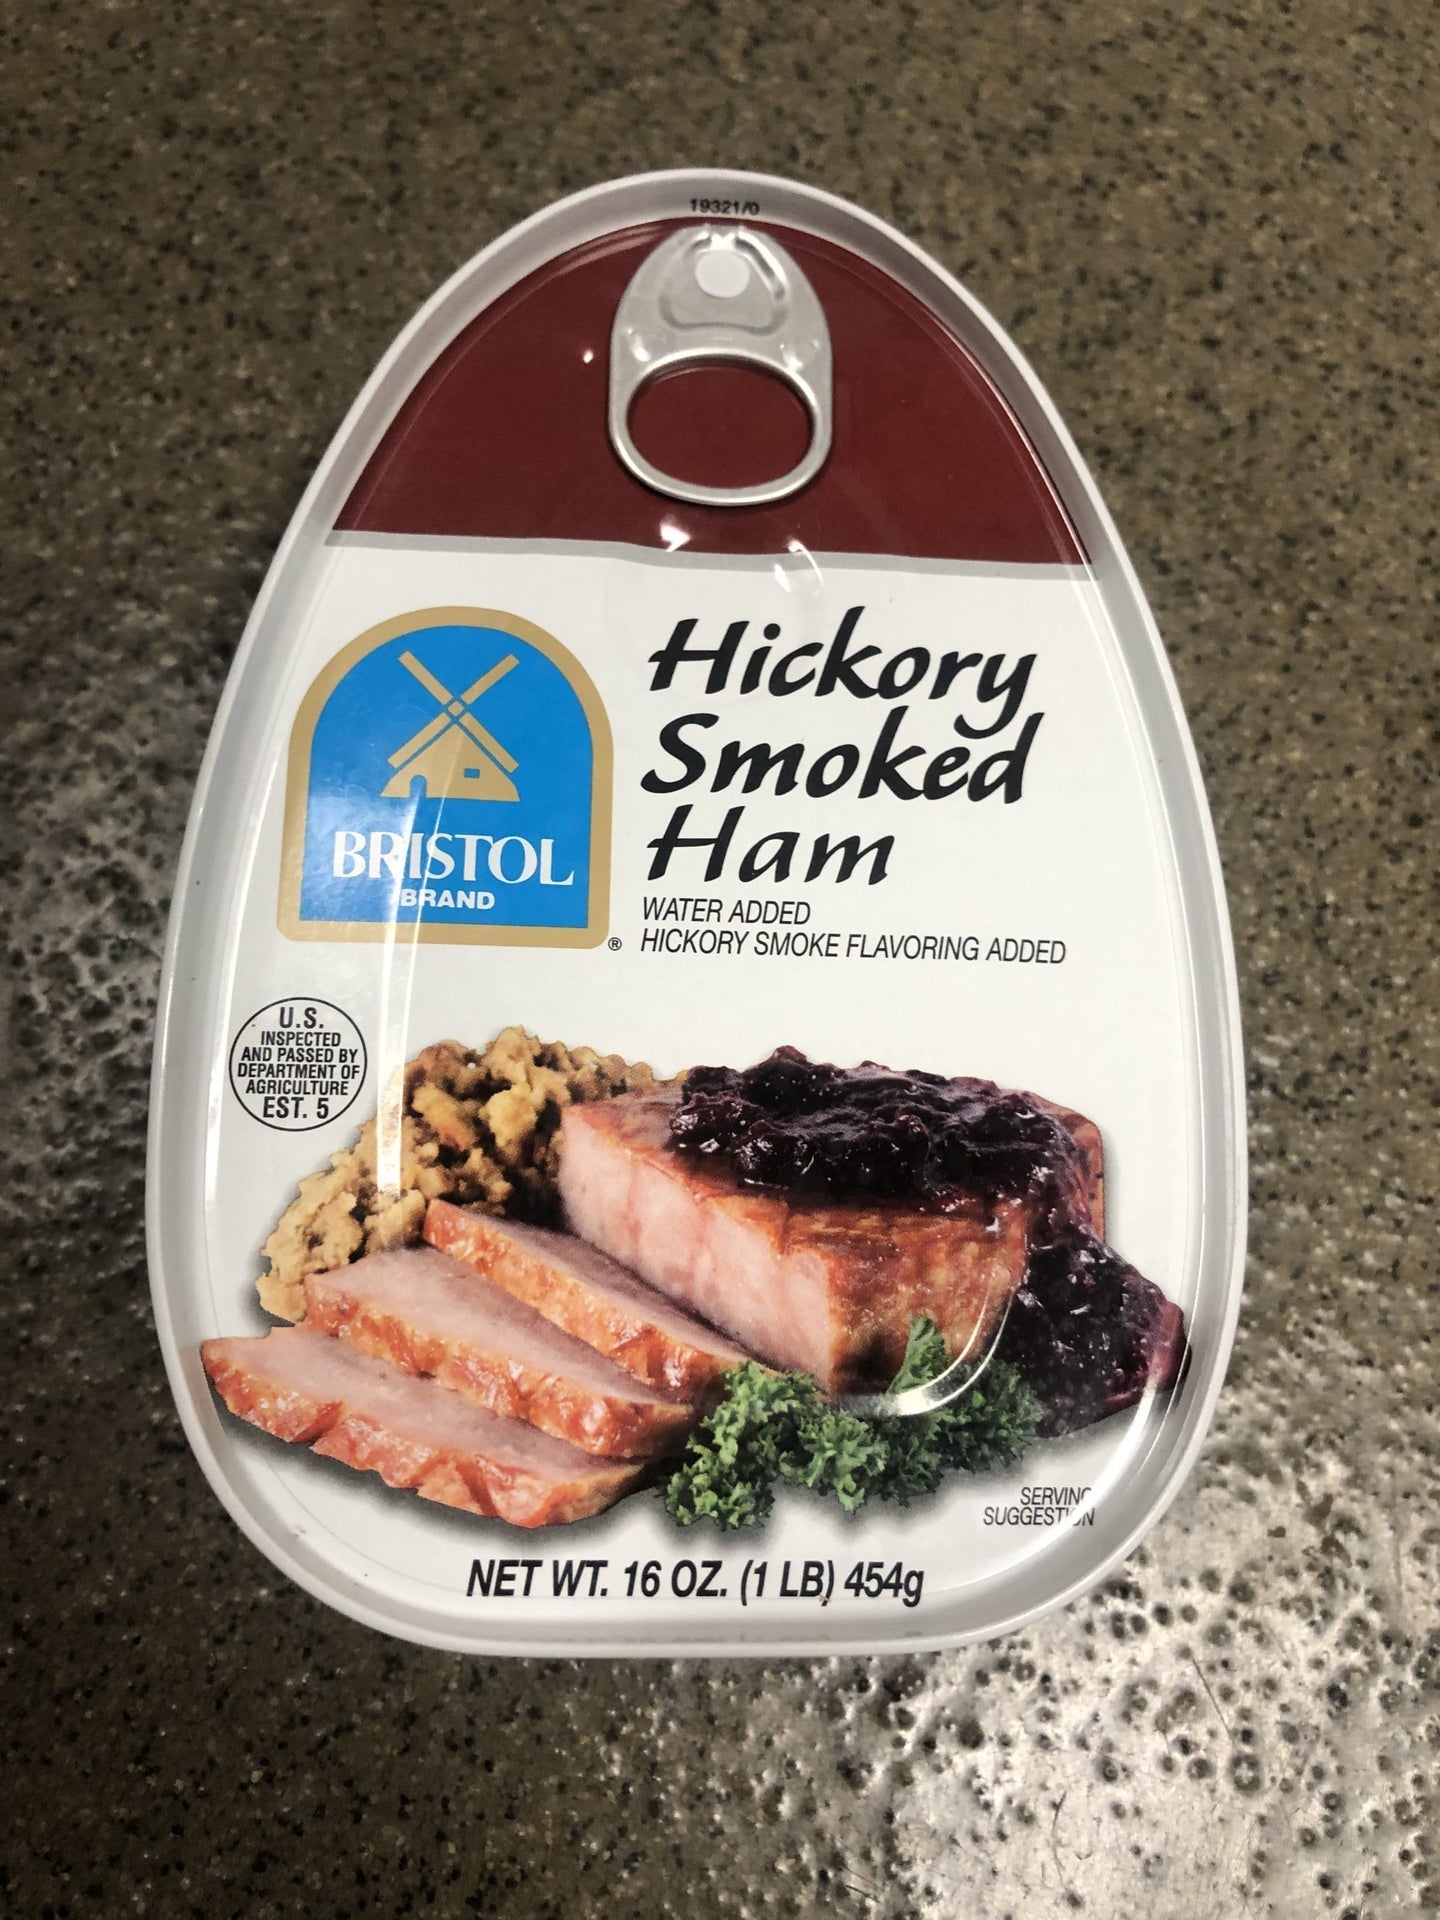 19321/0
Hickory
Smoked
Ham
BRISTOL
BRAND
®
WATER ADDED
HICKORY SMOKE FLAVORING ADDED
U.S.
INSPECTED
AND PASSED BY
DEPARTMENT OF
AGRICULTURE
EST. 5
SERVING
SUGGESTION
NET WT. 16 OZ. (1 LB) 454g